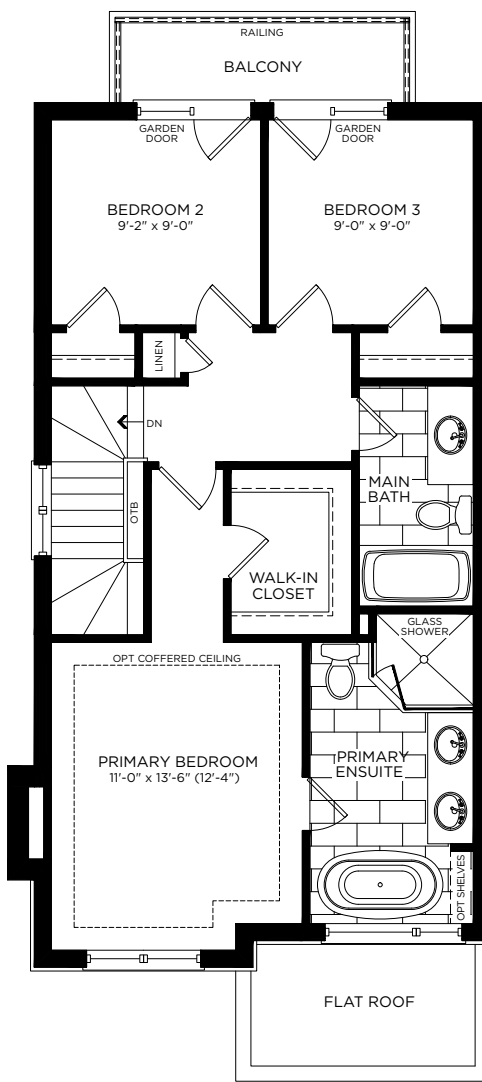 RAILING
BALCONY
GARDEN
DOOR
GARDEN
DOOR
BEDROOM 2
9'-2" x 9'-0"
BEDROOM 3
9'-0" x 9'-0"
LINEN
DN
OTB
MAIN
BATH
WALK-IN
CLOSET
GLASS
SHOWER
OPT COFFERED CEILING
PRIMARY BEDROOM
11'-0" x 13'-6" (12'-4")
PRIMARY
ENSUITE
OPT SHELVES
FLAT ROOF